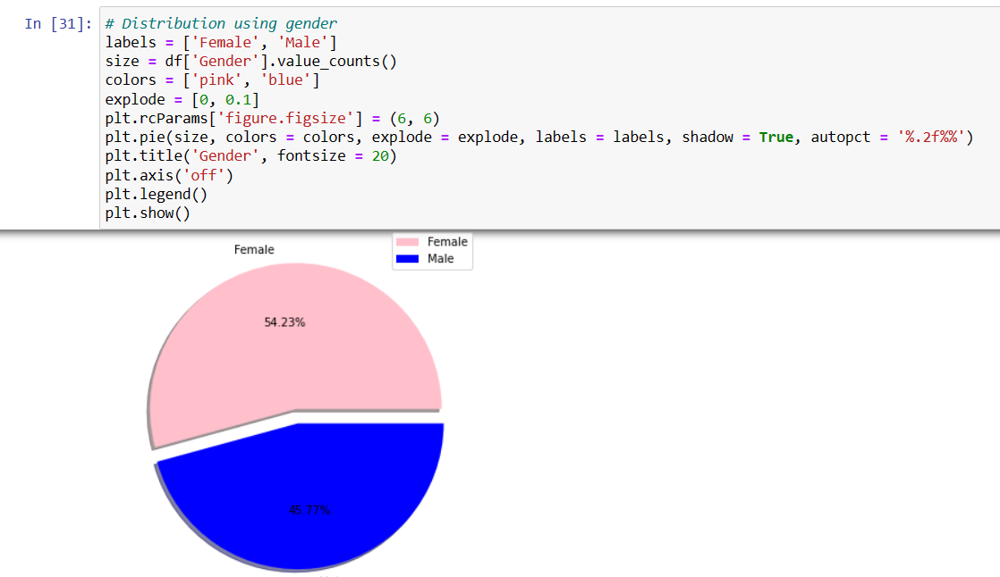 In [31]: # Distribution using gender
labels = ['Female', 'Male']
size = df['Gender'].value_counts()
colors = ['pink', 'blue']
explode = [0, 0.1]
plt.rcParams['figure.figsize'] = (6, 6)
plt.pie(size, colors = colors, explode = explode, labels = labels, shadow = True, autopct = '%.2f%%')
plt.title('Gender', fontsize = 20)
plt.axis('off')
plt.legend()
plt.show()
Female
Female
Male
54.23%
45.77%